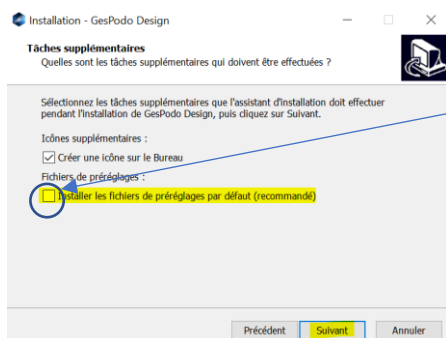 Installation - GesPodo Design
Tâches supplémentaires
Quelles sont les tâches supplémentaires qui doivent être effectuées ?
Sélectionnez les tâches supplémentaires que l'assistant d'installation doit effectuer
pendant l'installation de GesPodo Design, puis cliquez sur Suivant.
Icônes supplémentaires :
Créer une icône sur le Bureau
Fichiers de préréglages :
Installer les fichiers de préréglages par défaut (recommandé)
Précédent
Suivant
Annuler